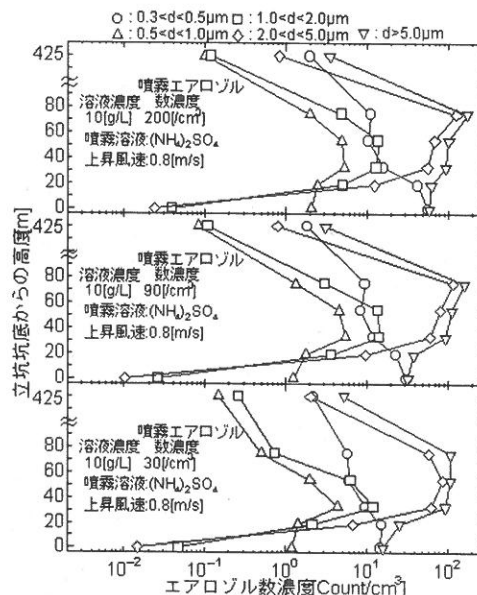 ○: 0.3<d<0.5μm □: 1.0<d<2.0μm
△: 0.5<d<1.0μm ◇: 2.0<d<5.0μm ▽: d>5.0μm
立坑坑底からの高度[m]
425
80
60
40
20
0
噴霧エアロゾル
溶液濃度 数濃度
10[g/L] 200[/cm³]
噴霧溶液:(NH₄)₂SO₄
上昇風速:0.8[m/s]
425
80
60
40
20
0
噴霧エアロゾル
溶液濃度 数濃度
10[g/L] 90[/cm³]
噴霧溶液:(NH₄)₂SO₄
上昇風速:0.8[m/s]
425
80
60
40
20
0
噴霧エアロゾル
溶液濃度 数濃度
10[g/L] 30[/cm³]
噴霧溶液:(NH₄)₂SO₄
上昇風速:0.8[m/s]
10⁻² 10⁻¹ 10⁰ 10¹ 10²
エアロゾル数濃度Count/cm³